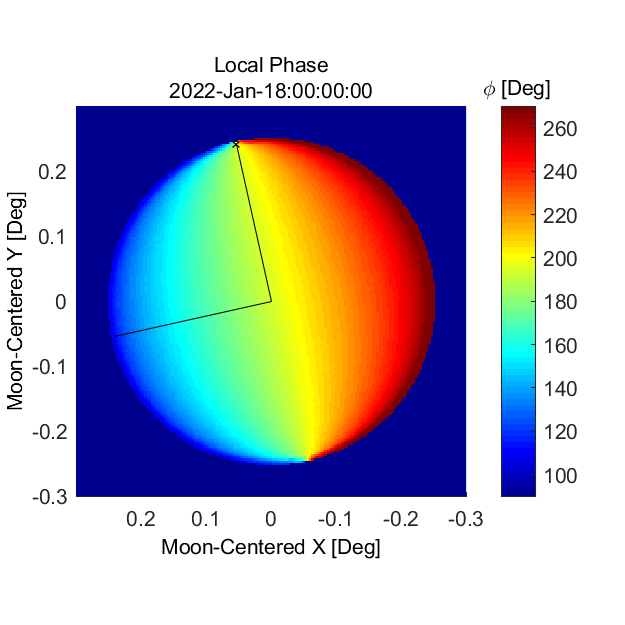 Local Phase
2022-Jan-18:00:00:00:00
ϕ [Deg]
Moon-Centered Y [Deg]
0.2
0.1
0
-0.1
-0.2
-0.3
0.2 0.1 0 -0.1 -0.2 -0.3
Moon-Centered X [Deg]
260
240
220
200
180
160
140
120
100